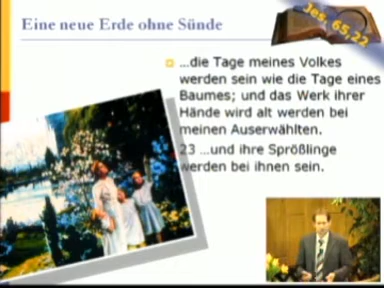 Eine neue Erde ohne Sünde
Jes. 65,22
...die Tage meines Volkes
werden sein wie die Tage eines
Baumes; und das Werk ihrer
Hände wird alt werden bei
meinen Auserwählten.
23 ...und ihre Sprößlinge
werden bei ihnen sein.